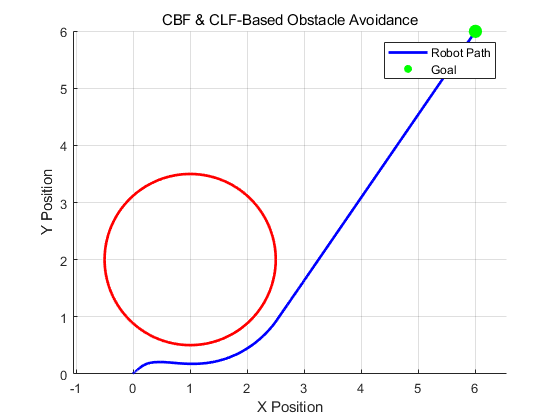 CBF & CLF-Based Obstacle Avoidance
Robot Path
Goal
Y Position
6
5
4
3
2
1
0
-1 0 1 2 3 4 5 6
X Position